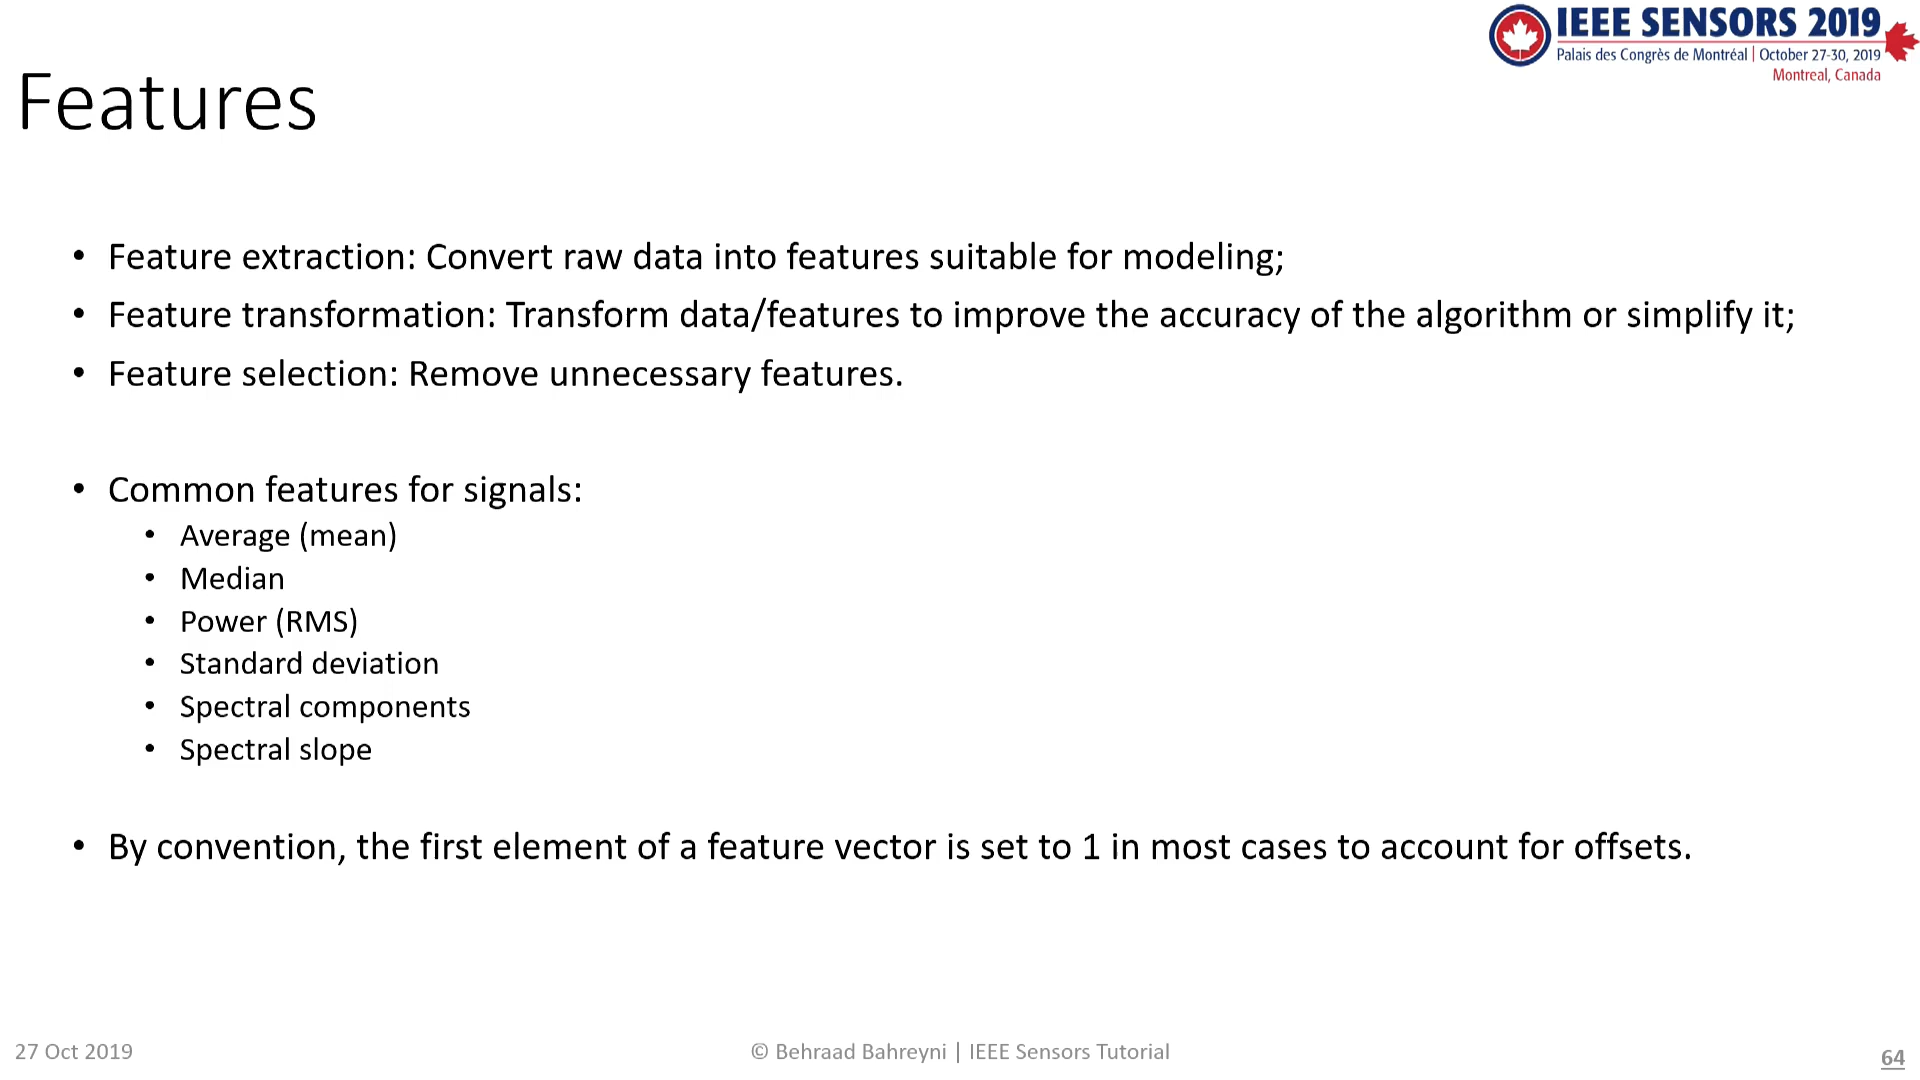 IEEE SENSORS 2019
Palais des Congrès de Montréal | October 27-30, 2019
Montreal, Canada
Features
• Feature extraction: Convert raw data into features suitable for modeling;
• Feature transformation: Transform data/features to improve the accuracy of the algorithm or simplify it;
• Feature selection: Remove unnecessary features.
• Common features for signals:
• Average (mean)
• Median
• Power (RMS)
• Standard deviation
• Spectral components
• Spectral slope
• By convention, the first element of a feature vector is set to 1 in most cases to account for offsets.
27 Oct 2019
© Behraad Bahreyni | IEEE Sensors Tutorial
64